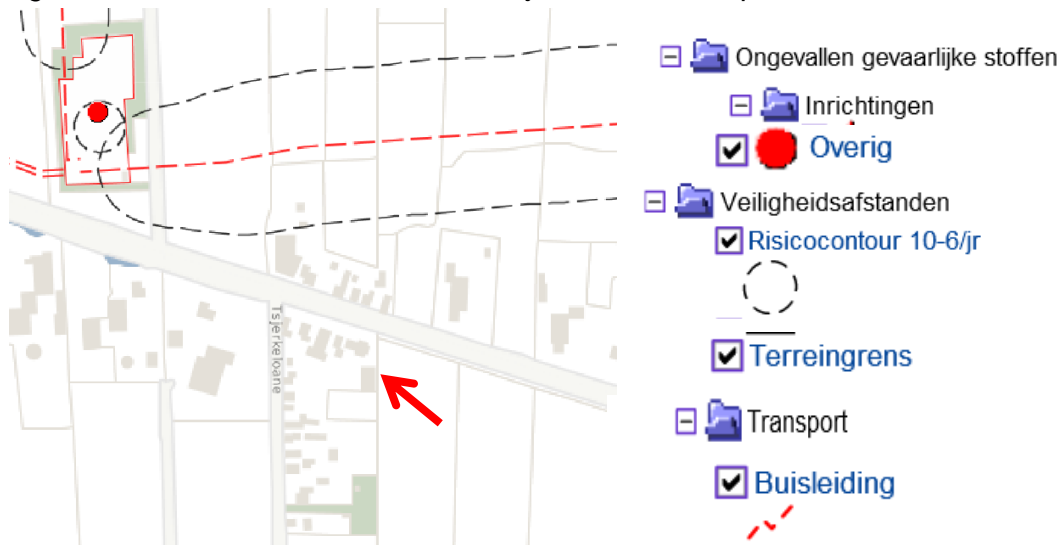 Tsjerkeloane
Ongevallen gevaarlijke stoffen
Inrichtingen
Overig
Veiligheidsafstanden
Risicocontour 10-6/jr
Terreingrens
Transport
Buisleiding